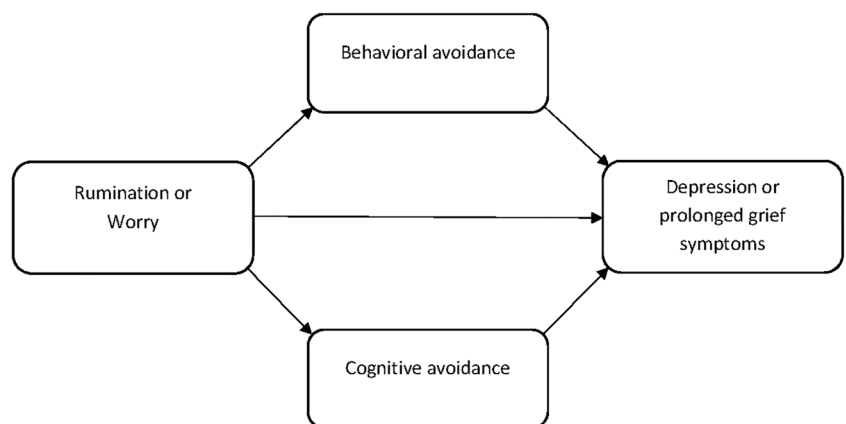 Behavioral avoidance
Rumination or
Worry
Depression or
prolonged grief
symptoms
Cognitive avoidance